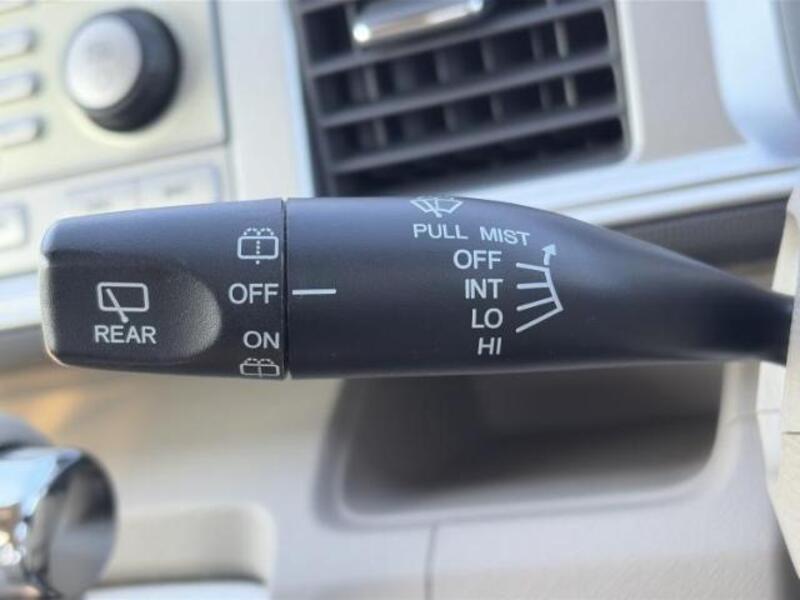 PULL MIST
OFF
INT
LO
HI
OFF
ON
REAR